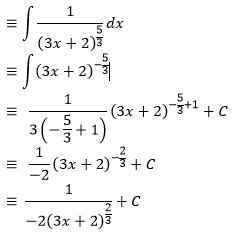 ≡ ∫ 1/(3x + 2)^(5/3) dx
≡ ∫ (3x + 2)^(−5/3)
≡ 1/(3(−5/3 + 1)) (3x + 2)^(−5/3+1) + C
≡ 1/−2 (3x + 2)^(−2/3) + C
≡ 1/(−2(3x + 2)^(2/3)) + C